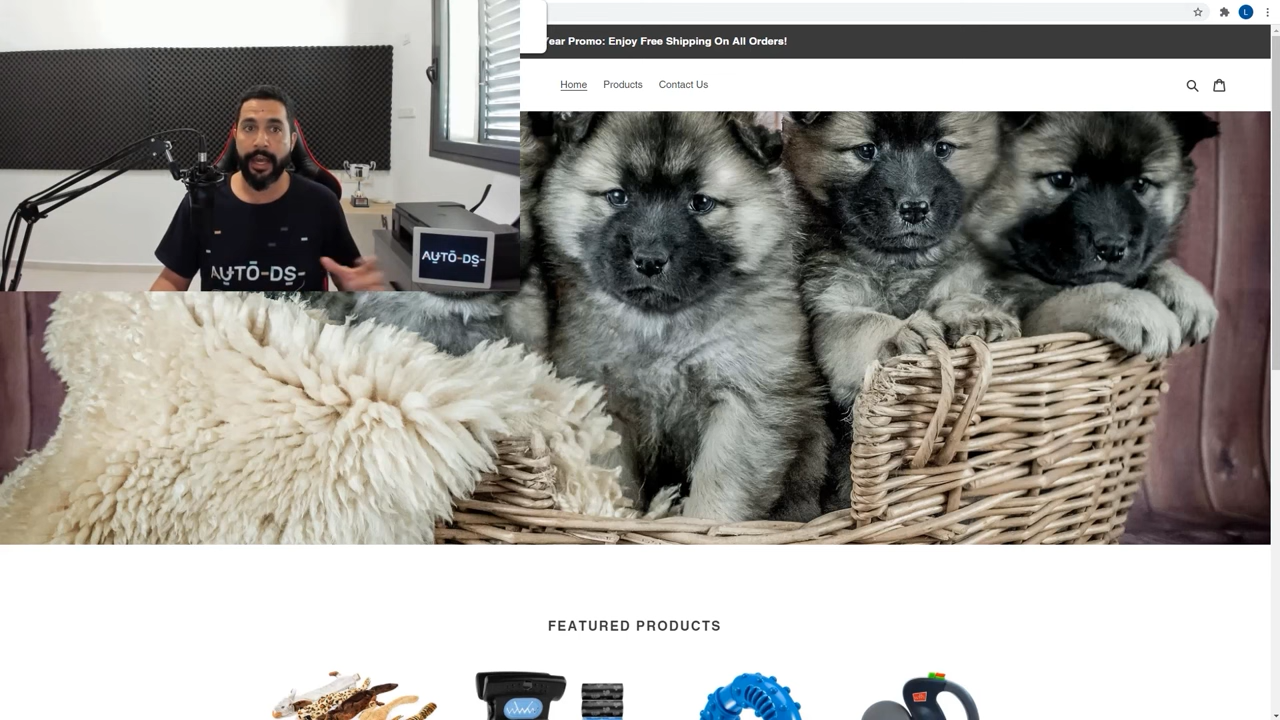 Year Promo: Enjoy Free Shipping On All Orders!
Home Products Contact Us
L
AUTO-DS-
AUTO-DS-
FEATURED PRODUCTS